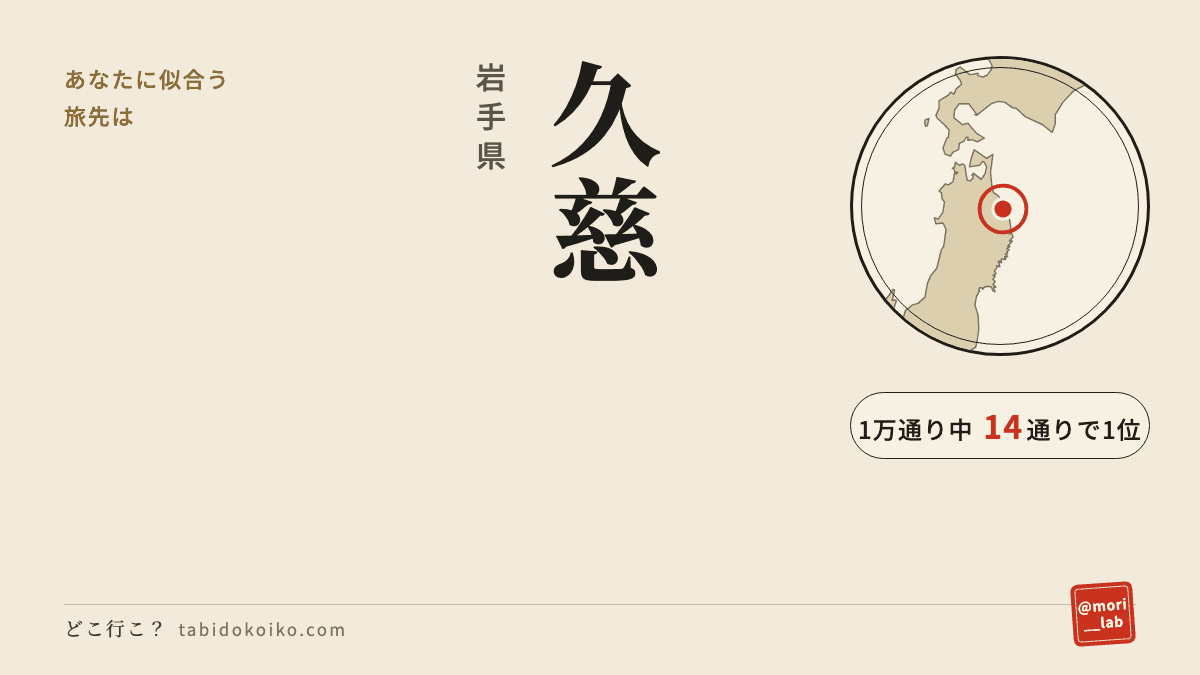 あなたに似合う
旅先は
久慈
岩手県
1万通り中 14通りで1位
どこ行こ？ tabidokoiko.com
@mori
__lab